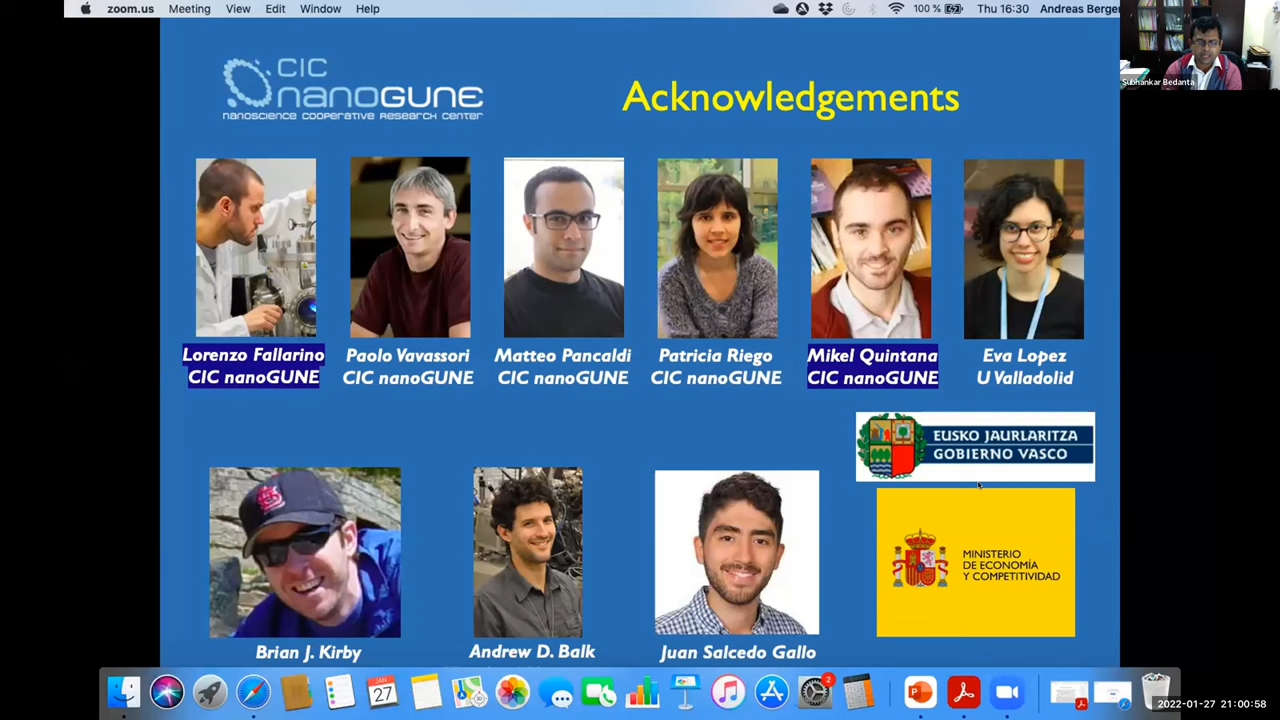 zoom.us Meeting View Edit Window Help 100 % Thu 16:30 Andreas Berger
Subhankar Bedanta
CIC
nanoGUNE
NANOSCIENCE COOPERATIVE RESEARCH CENTER
Acknowledgements
Lorenzo Fallarino
CIC nanoGUNE
Paolo Vavassori
CIC nanoGUNE
Matteo Pancaldi
CIC nanoGUNE
Patricia Riego
CIC nanoGUNE
Mikel Quintana
CIC nanoGUNE
Eva Lopez
U Valladolid
EUSKO JAURLARITZA
GOBIERNO VASCO
MINISTERIO
DE ECONOMÍA
Y COMPETITIVIDAD
Brian J. Kirby
Andrew D. Balk
Juan Salcedo Gallo
JAN
27
2
2022-01-27 21:00:58